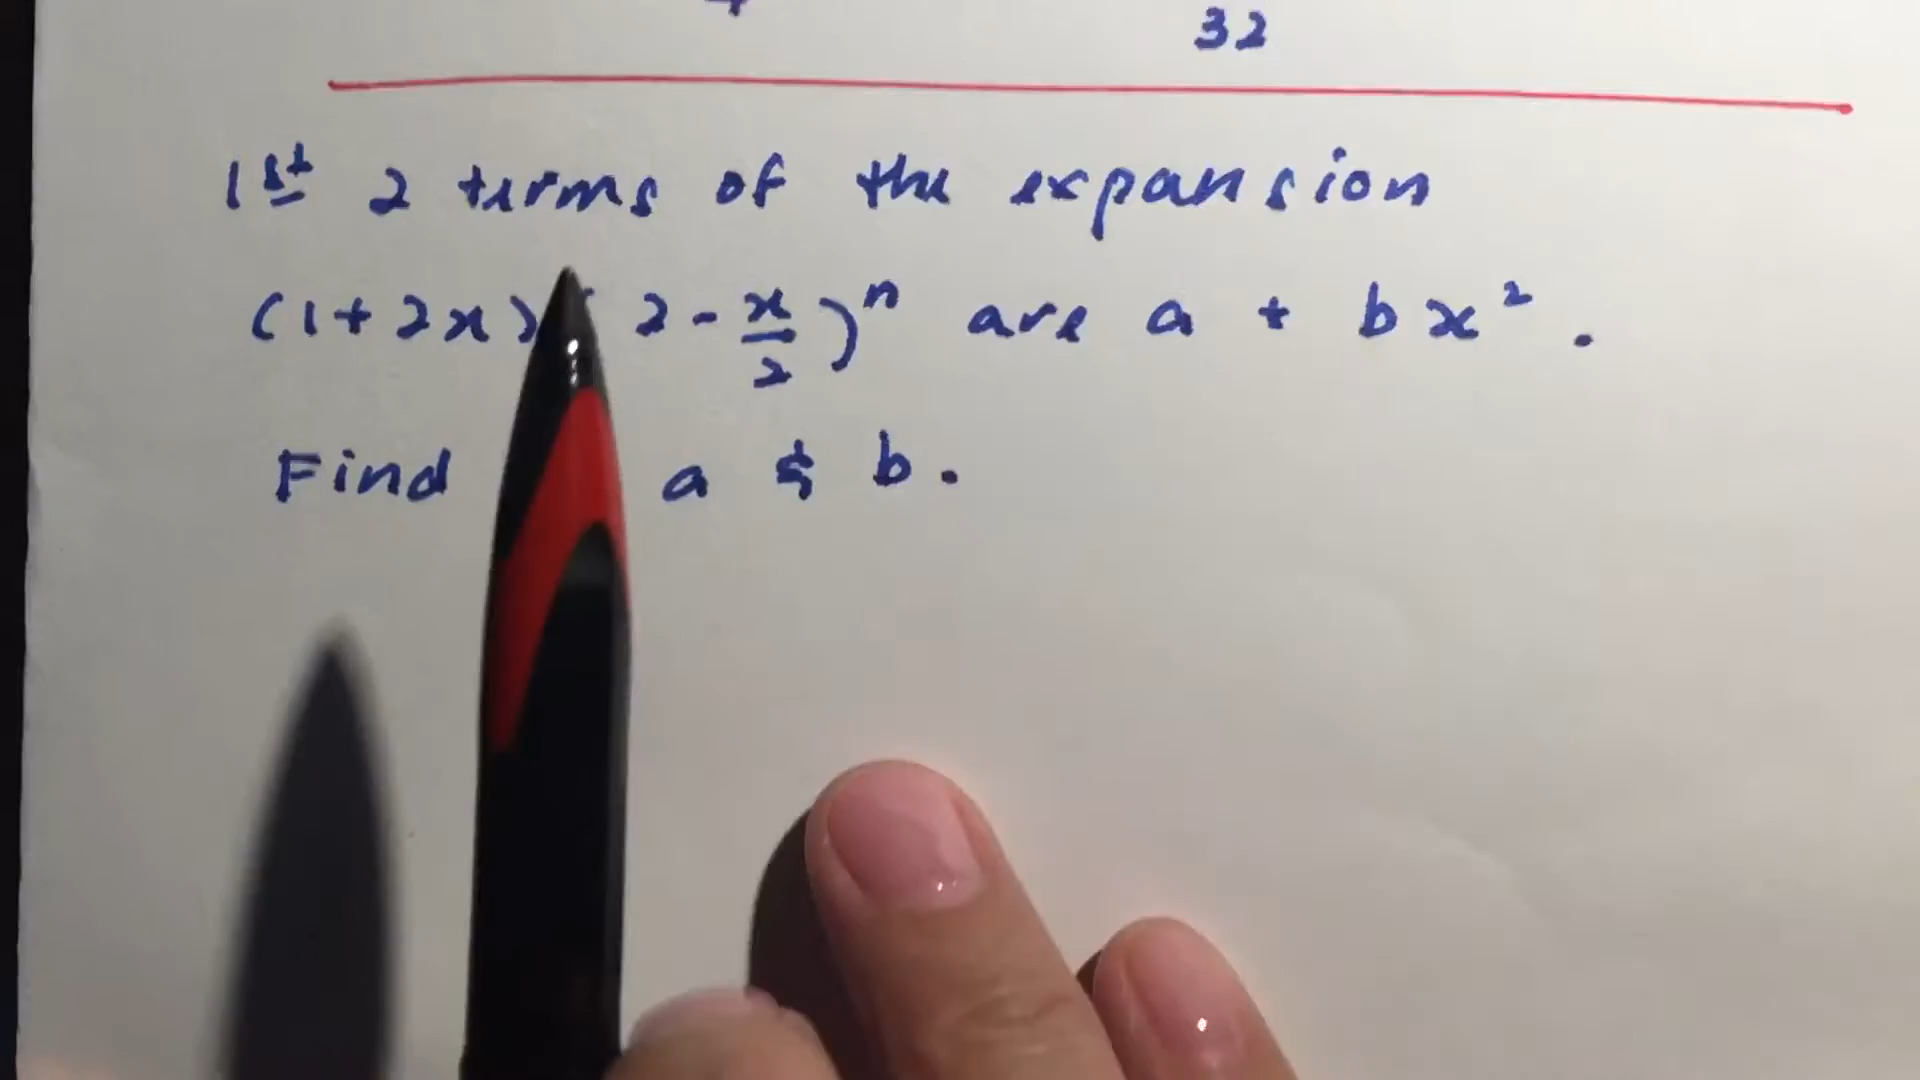 32
1st 2 terms of the expansion
(1+2x)(2-x/2)^n are a + bx².
Find a & b.